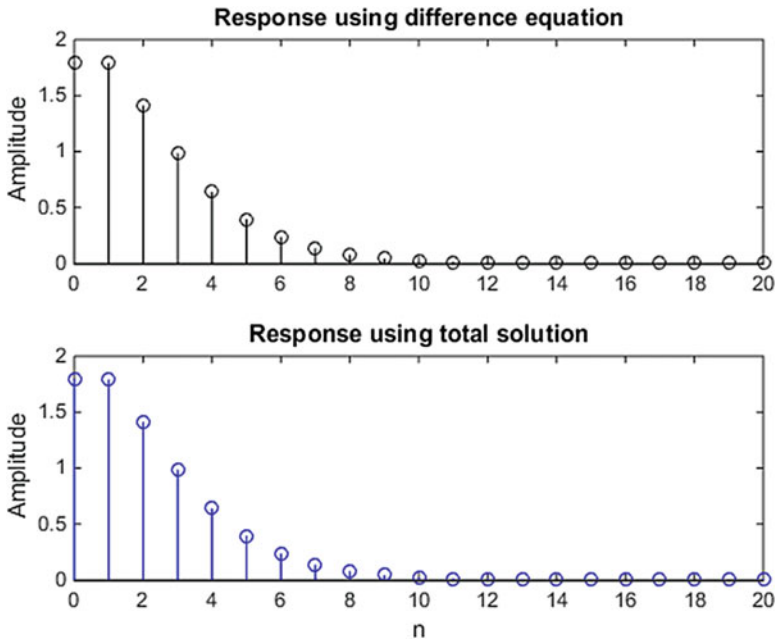 Response using difference equation
Amplitude
2
1.5
1
0.5
0
0 2 4 6 8 10 12 14 16 18 20
Response using total solution
Amplitude
2
1.5
1
0.5
0
0 2 4 6 8 10 12 14 16 18 20
n